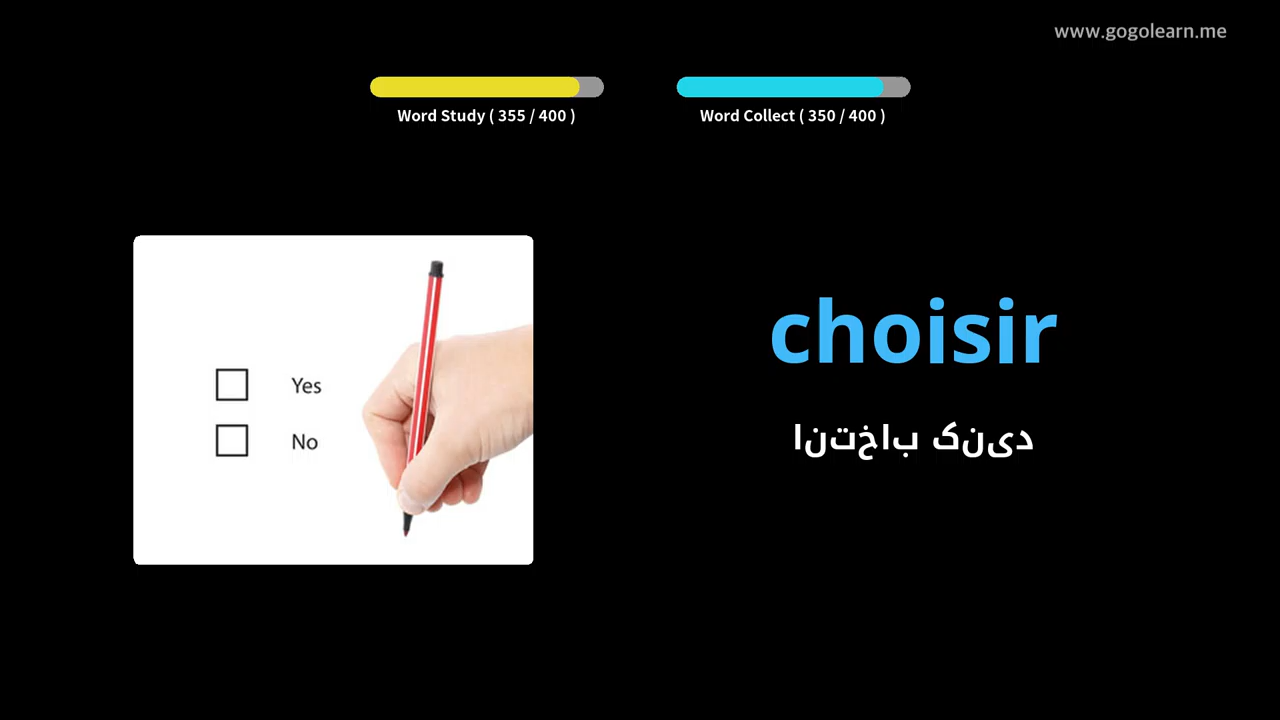 www.gogolearn.me
Word Study ( 355 / 400 )
Word Collect ( 350 / 400 )
Yes
No
choisir
انتخاب کنید